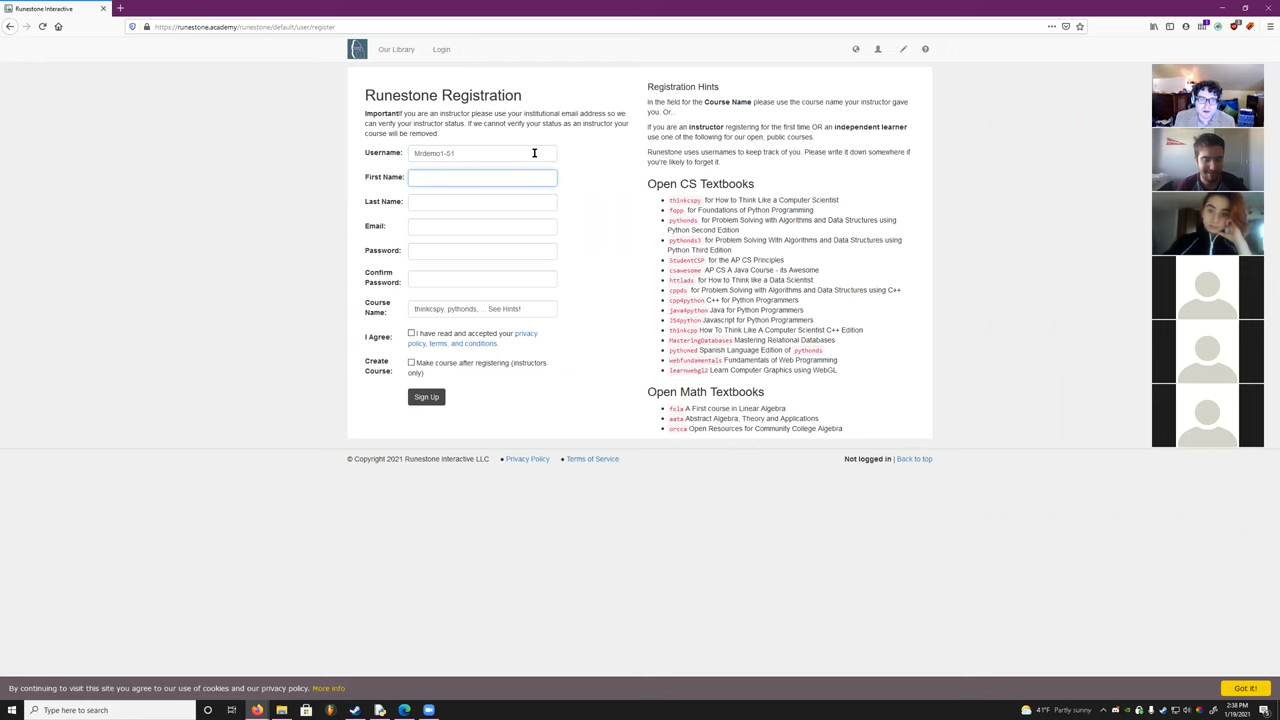 Runestone Interactive
https://runestone.academy/runestone/default/user/register
Our Library
Login
Runestone Registration
ImportantIf you are an instructor please use your institutional email address so we
can verify your instructor status. If we cannot verify your status as an instructor your
course will be removed.
Username:
Mrdemo1-51
First Name:
Last Name:
Email:
Password:
Confirm
Password:
Course
Name:
thinkcspy, pythonds, ... See Hints!
I Agree:
I have read and accepted your privacy
policy, terms, and conditions.
Create
Course:
Make course after registering (instructors
only)
Sign Up
Registration Hints
In the field for the Course Name please use the course name your instructor gave
you. Or...
If you are an instructor registering for the first time OR an independent learner
use one of the following for our open, public courses.
Runestone uses usernames to keep track of you. Please write it down somewhere if
you're likely to forget it.
Open CS Textbooks
thinkcspy for How to Think Like a Computer Scientist
fopp for Foundations of Python Programming
pythonds for Problem Solving with Algorithms and Data Structures using
Python Second Edition
pythonds3 for Problem Solving With Algorithms and Data Structures using
Python Third Edition
StudentCSP for the AP CS Principles
csawesome AP CS A Java Course - its Awesome
httlads for How to Think like a Data Scientist
cppds for Problem Solving with Algorithms and Data Structures using C++
cpp4python C++ for Python Programmers
java4python Java for Python Programmers
JS4python Javascript for Python Programmers
thinkcpp How To Think Like A Computer Scientist C++ Edition
MasteringDatabases Mastering Relational Databases
pythoned Spanish Language Edition of pythonds
webfundamentals Fundamentals of Web Programming
learnwebgl2 Learn Computer Graphics using WebGL
Open Math Textbooks
fcla A First course in Linear Algebra
aata Abstract Algebra, Theory and Applications
orcca Open Resources for Community College Algebra
© Copyright 2021 Runestone Interactive LLC
• Privacy Policy
• Terms of Service
Not logged in | Back to top
By continuing to visit this site you agree to our use of cookies and our privacy policy. More info
Got it!
Type here to search
41°F Partly sunny
2:38 PM
1/19/2021